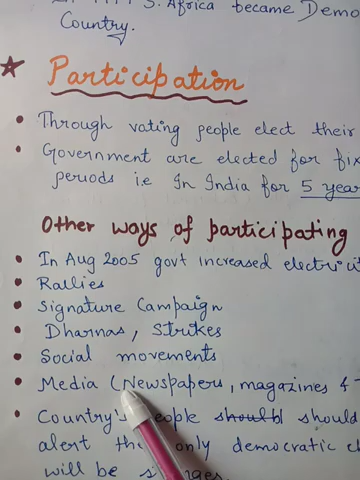 S. Africa became Demo
Country.
Participation
Through voting people elect their
Government are elected for fix
periods i.e In India for 5 year
Other ways of participating
In Aug 2005 govt increased electricit
Rallies
Signature Campaign
Dharnas, Strikes
Social movements
Media (Newspapers, magazines &
Country's people should should
alert the only democratic
will be